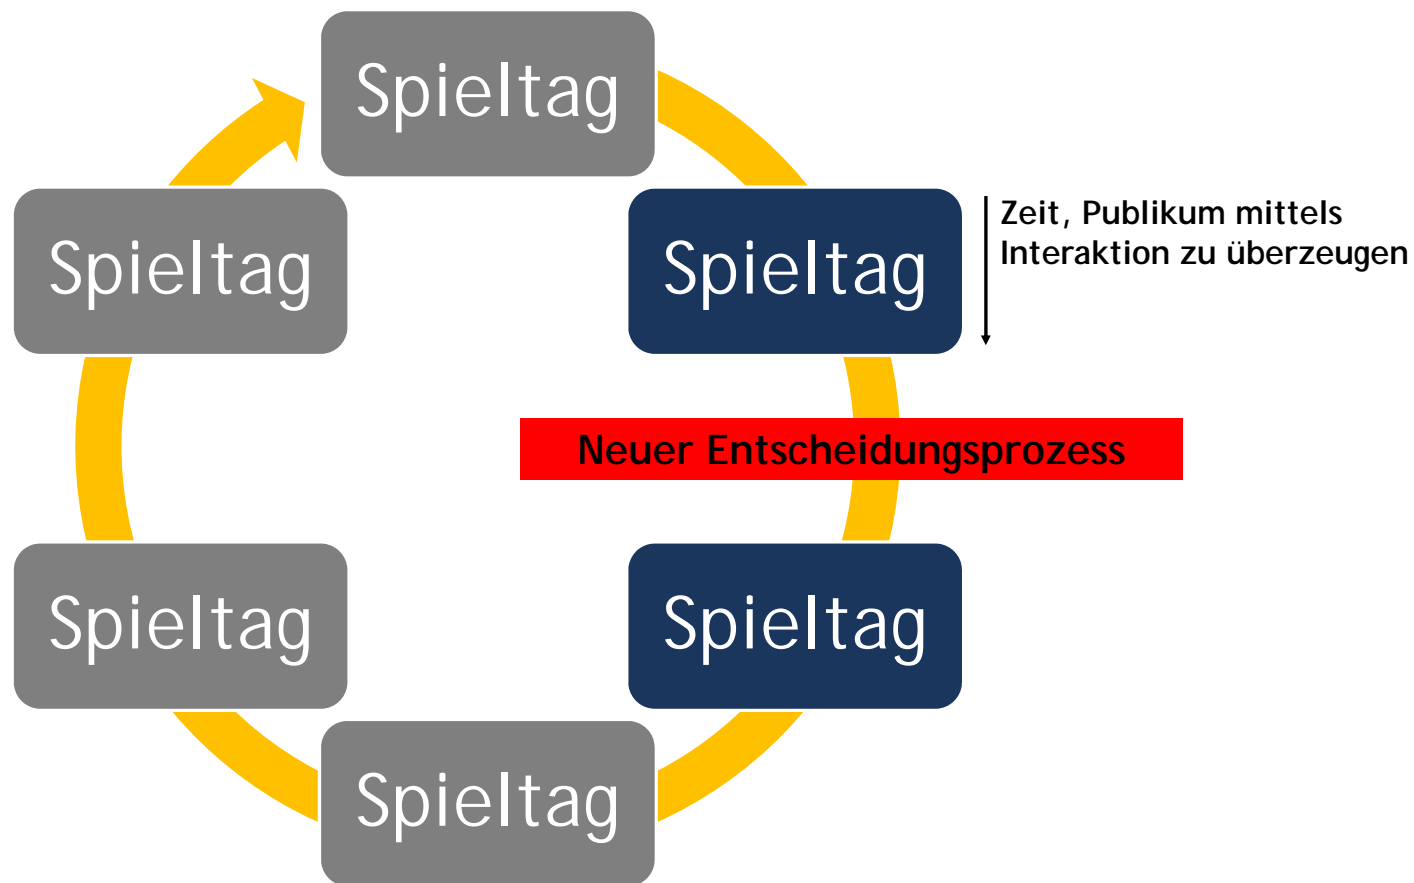 Spieltag
Spieltag
Spieltag
Zeit, Publikum mittels
Interaktion zu überzeugen
Neuer Entscheidungsprozess
Spieltag
Spieltag
Spieltag